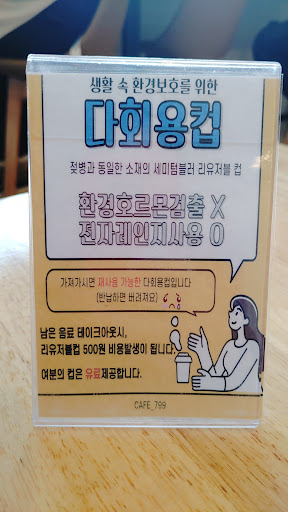 생활 속 환경보호를 위한
다회용컵
젖병과 동일한 소재의 세미텀블러 리유저블 컵
환경호르몬검출 X
전자레인지사용 O
가져가시면 재사용 가능한 다회용컵입니다
(반납하면 버려져요)
남은 음료 테이크아웃시,
리유저블컵 500원 비용발생이 됩니다.
여분의 컵은 유료제공합니다.
CAFE_799